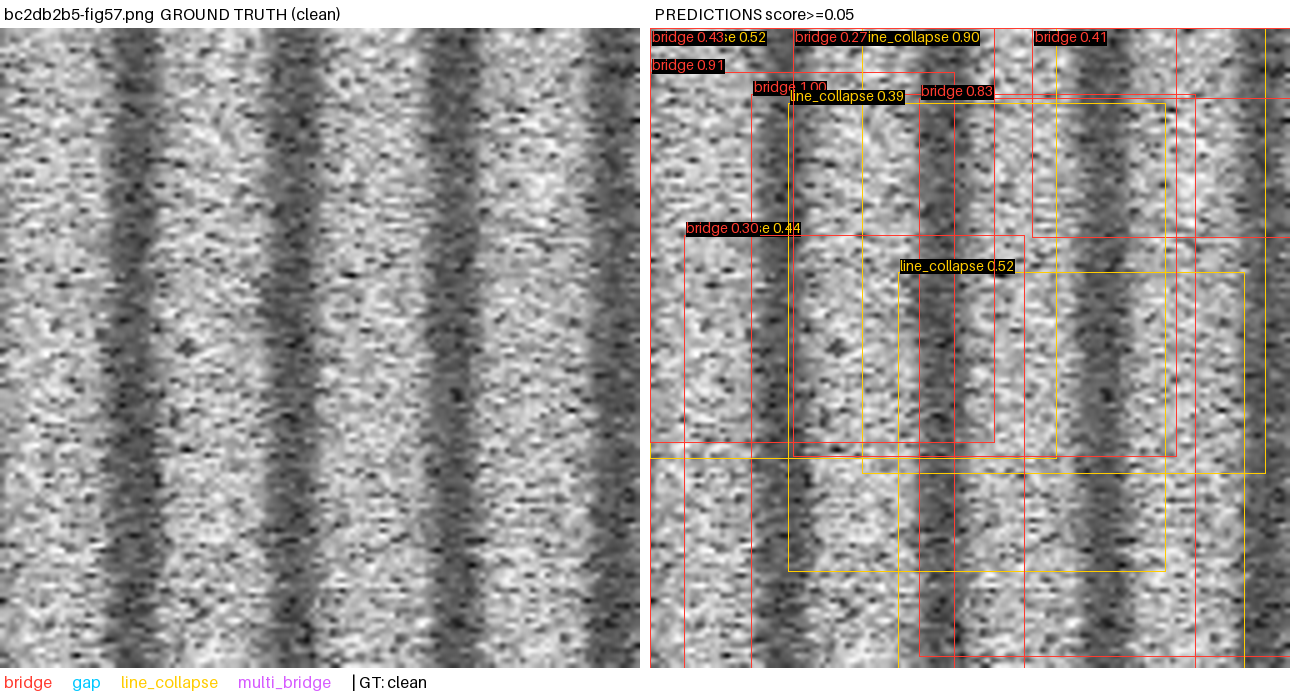 bc2db2b5-fig57.png GROUND TRUTH (clean)
PREDICTIONS score>=0.05
bridge 0.43 se 0.52
bridge 0.27 line_collapse 0.90
bridge 0.41
bridge 0.91
bridge 1.00
line_collapse 0.39
bridge 0.83
bridge 0.30 se 0.44
line_collapse 0.52
bridge gap line_collapse multi_bridge | GT: clean